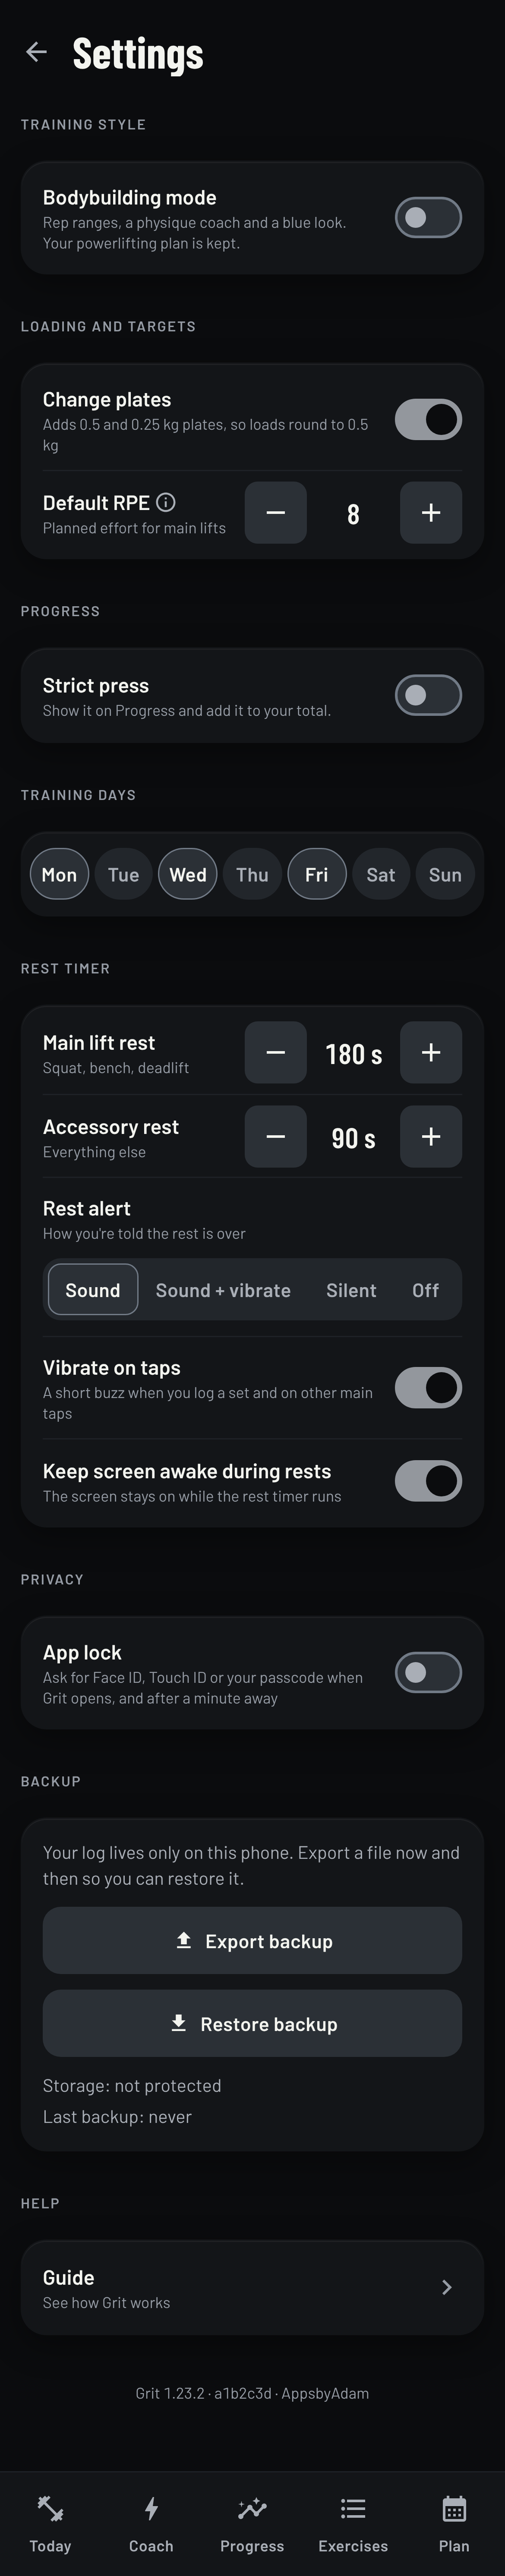 Settings
TRAINING STYLE
Bodybuilding mode
Rep ranges, a physique coach and a blue look.
Your powerlifting plan is kept.
LOADING AND TARGETS
Change plates
Adds 0.5 and 0.25 kg plates, so loads round to 0.5
kg
Default RPE
Planned effort for main lifts
8
PROGRESS
Strict press
Show it on Progress and add it to your total.
TRAINING DAYS
Mon Tue Wed Thu Fri Sat Sun
REST TIMER
Main lift rest
Squat, bench, deadlift
180 s
Accessory rest
Everything else
90 s
Rest alert
How you're told the rest is over
Sound Sound + vibrate Silent Off
Vibrate on taps
A short buzz when you log a set and on other main
taps
Keep screen awake during rests
The screen stays on while the rest timer runs
PRIVACY
App lock
Ask for Face ID, Touch ID or your passcode when
Grit opens, and after a minute away
BACKUP
Your log lives only on this phone. Export a file now and
then so you can restore it.
Export backup
Restore backup
Storage: not protected
Last backup: never
HELP
Guide
See how Grit works
Grit 1.23.2 · a1b2c3d · AppsbyAdam
Today Coach Progress Exercises Plan